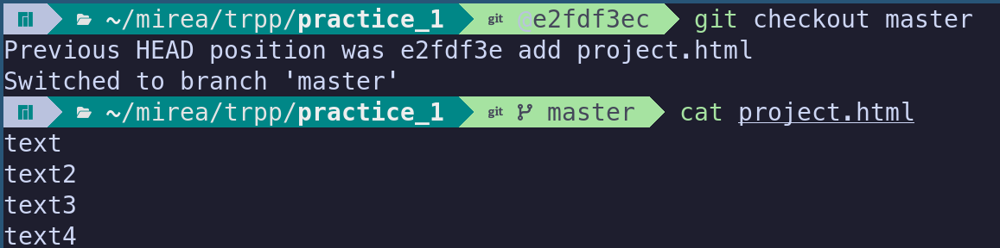 ~/mirea/trpp/practice_1 git @e2fdf3ec git checkout master
Previous HEAD position was e2fdf3e add project.html
Switched to branch 'master'
~/mirea/trpp/practice_1 git master cat project.html
text
text2
text3
text4